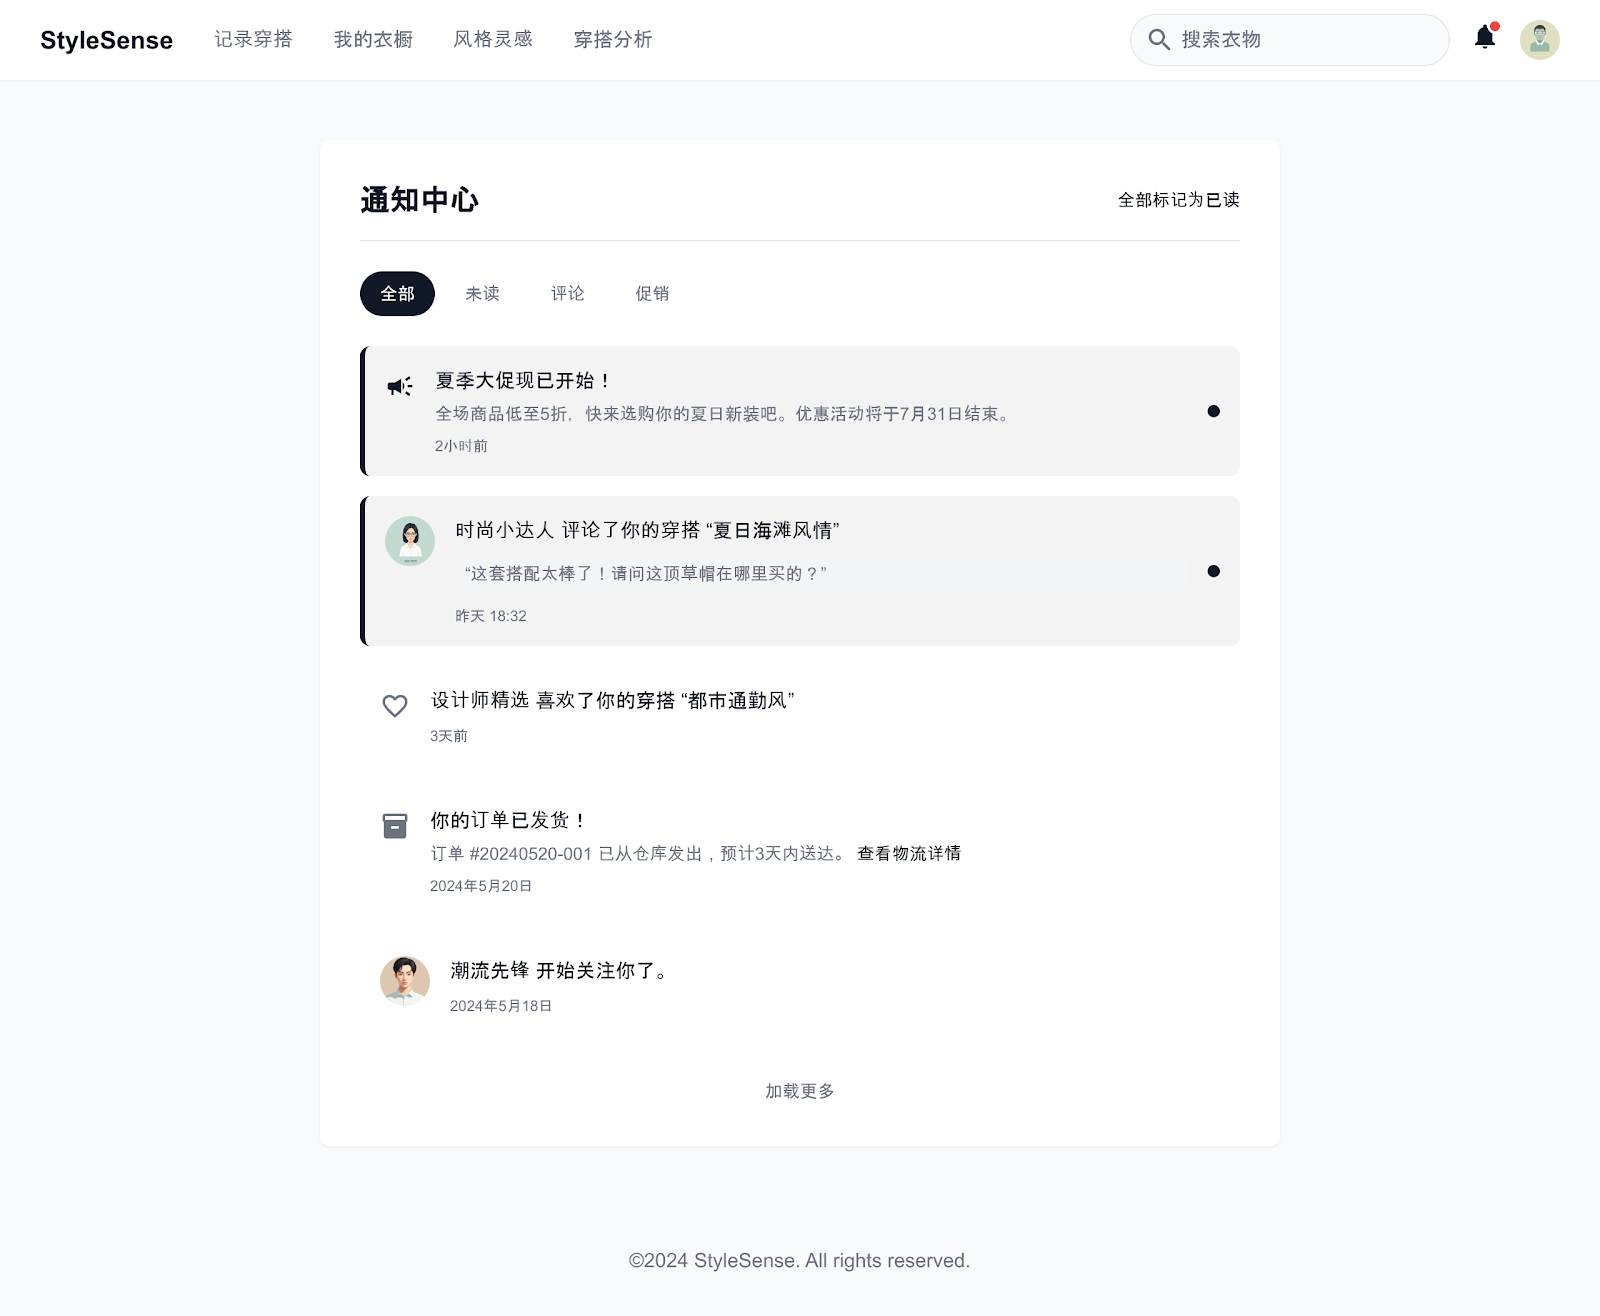 StyleSense 记录穿搭 我的衣橱 风格灵感 穿搭分析 搜索衣物
通知中心 全部标记为已读
全部 未读 评论 促销
夏季大促现已开始！
全场商品低至5折，快来选购你的夏日新装吧。优惠活动将于7月31日结束。
2小时前
时尚小达人 评论了你的穿搭 “夏日海滩风情”
“这套搭配太棒了！请问这顶草帽在哪里买的？”
昨天 18:32
设计师精选 喜欢了你的穿搭 “都市通勤风”
3天前
你的订单已发货！
订单 #20240520-001 已从仓库发出，预计3天内送达。 查看物流详情
2024年5月20日
潮流先锋 开始关注你了。
2024年5月18日
加载更多
©2024 StyleSense. All rights reserved.